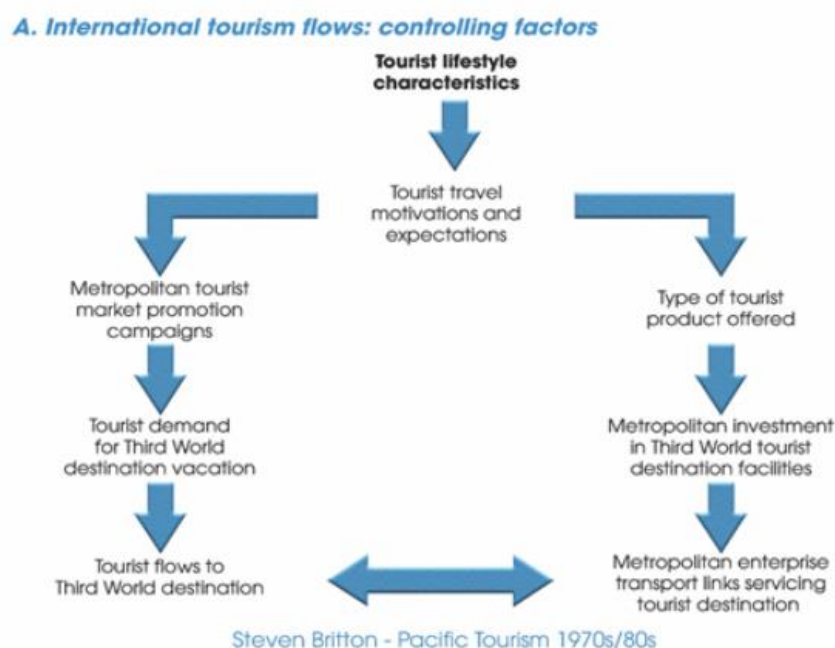 A. International tourism flows: controlling factors
Tourist lifestyle
characteristics
Tourist travel
motivations and
expectations
Metropolitan tourist
market promotion
campaigns
Type of tourist
product offered
Tourist demand
for Third World
destination vacation
Metropolitan investment
in Third World tourist
destination facilities
Tourist flows to
Third World destination
Metropolitan enterprise
transport links servicing
tourist destination
Steven Britton - Pacific Tourism 1970s/80s